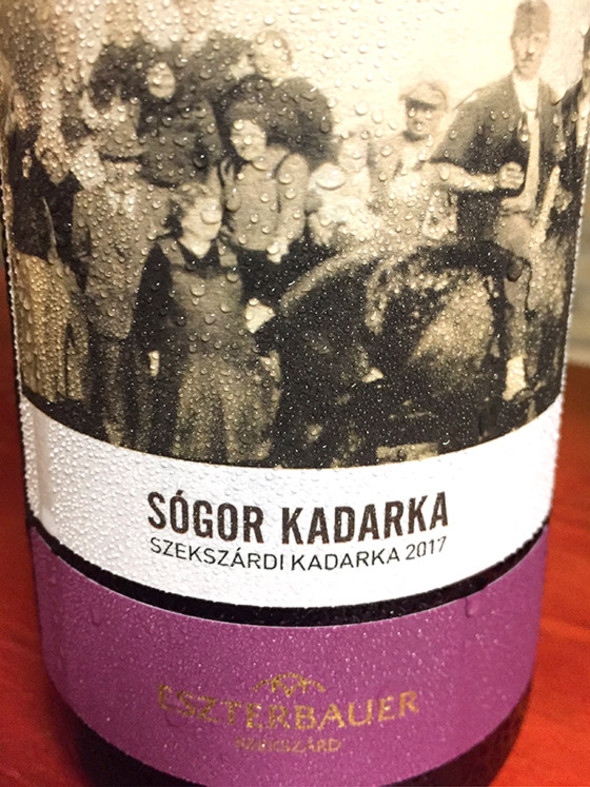 SÓGOR KADARKA
SZEKSZÁRDI KADARKA 2017
ESZTERBAUER
SZEKSZÁRD